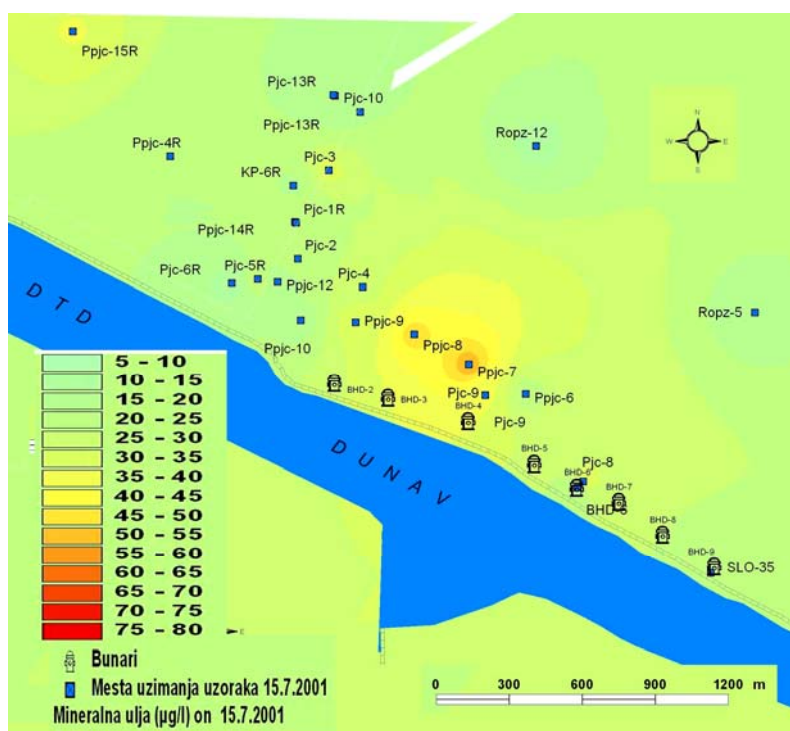 Ppjc-15R
Pjc-13R
Pjc-10
Ppjc-13R
Ropz-12
N
W E
S
Ppjc-4R
Pjc-3
KP-6R
Pjc-1R
Ppjc-14R
Pjc-2
Pjc-6R
Pjc-5R
Ppjc-12
Pjc-4
DTD
Ropz-5
Ppjc-9
Ppjc-10
Ppjc-8
Ppjc-7
BHD-2
BHD-3
Pjc-9
Ppjc-6
BHD-4
Pjc-9
DUNAV
BHD-5
Pjc-8
BHD-6
BHD-7
BHD-8
BHD-9
SLO-35
5 - 10
10 - 15
15 - 20
20 - 25
25 - 30
30 - 35
35 - 40
40 - 45
45 - 50
50 - 55
55 - 60
60 - 65
65 - 70
70 - 75
75 - 80
E
Bunari
Mesta uzimanja uzoraka 15.7.2001
Mineralna ulja (µg/l) on 15.7.2001
0 300 600 900 1200 m